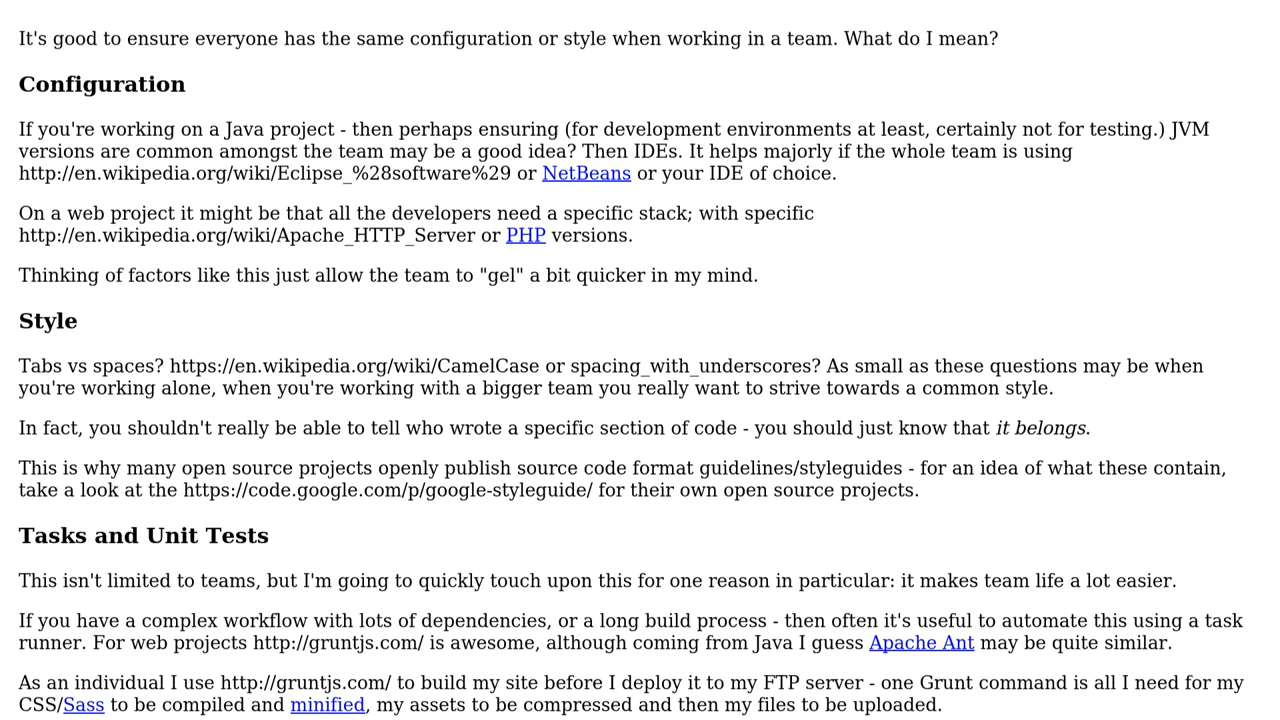 It's good to ensure everyone has the same configuration or style when working in a team. What do I mean?
Configuration
If you're working on a Java project - then perhaps ensuring (for development environments at least, certainly not for testing.) JVM
versions are common amongst the team may be a good idea? Then IDEs. It helps majorly if the whole team is using
http://en.wikipedia.org/wiki/Eclipse_%28software%29 or NetBeans or your IDE of choice.
On a web project it might be that all the developers need a specific stack; with specific
http://en.wikipedia.org/wiki/Apache_HTTP_Server or PHP versions.
Thinking of factors like this just allow the team to "gel" a bit quicker in my mind.
Style
Tabs vs spaces? https://en.wikipedia.org/wiki/CamelCase or spacing_with_underscores? As small as these questions may be when
you're working alone, when you're working with a bigger team you really want to strive towards a common style.
In fact, you shouldn't really be able to tell who wrote a specific section of code - you should just know that it belongs.
This is why many open source projects openly publish source code format guidelines/styleguides - for an idea of what these contain,
take a look at the https://code.google.com/p/google-styleguide/ for their own open source projects.
Tasks and Unit Tests
This isn't limited to teams, but I'm going to quickly touch upon this for one reason in particular: it makes team life a lot easier.
If you have a complex workflow with lots of dependencies, or a long build process - then often it's useful to automate this using a task
runner. For web projects http://gruntjs.com/ is awesome, although coming from Java I guess Apache Ant may be quite similar.
As an individual I use http://gruntjs.com/ to build my site before I deploy it to my FTP server - one Grunt command is all I need for my
CSS/Sass to be compiled and minified, my assets to be compressed and then my files to be uploaded.